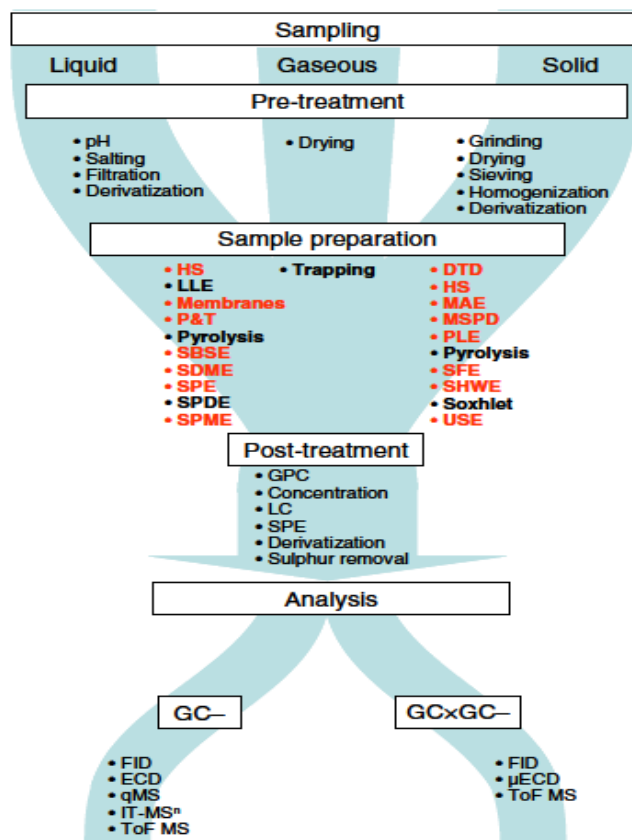 Sampling
Liquid Gaseous Solid
Pre-treatment
• pH
• Salting
• Filtration
• Derivatization
• Drying
• Grinding
• Drying
• Sieving
• Homogenization
• Derivatization
Sample preparation
• HS
• LLE
• Membranes
• P&T
• Pyrolysis
• SBSE
• SDME
• SPE
• SPDE
• SPME
• Trapping
• DTD
• HS
• MAE
• MSPD
• PLE
• Pyrolysis
• SFE
• SHWE
• Soxhlet
• USE
Post-treatment
• GPC
• Concentration
• LC
• SPE
• Derivatization
• Sulphur removal
Analysis
GC–
• FID
• ECD
• qMS
• IT-MSⁿ
• ToF MS
GC×GC–
• FID
• µECD
• ToF MS